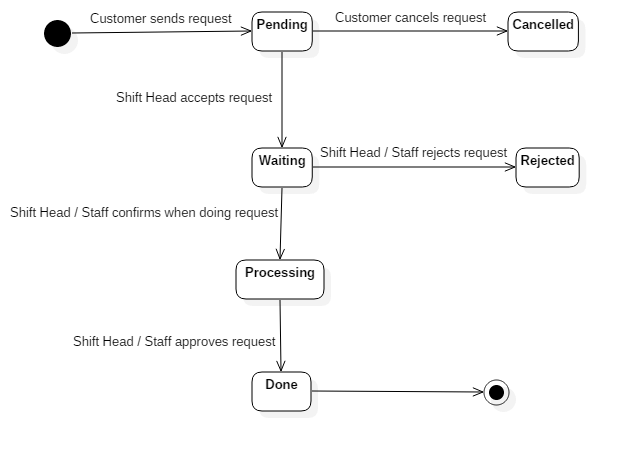 Customer sends request
Pending
Customer cancels request
Cancelled
Shift Head accepts request
Waiting
Shift Head / Staff rejects request
Rejected
Shift Head / Staff confirms when doing request
Processing
Shift Head / Staff approves request
Done